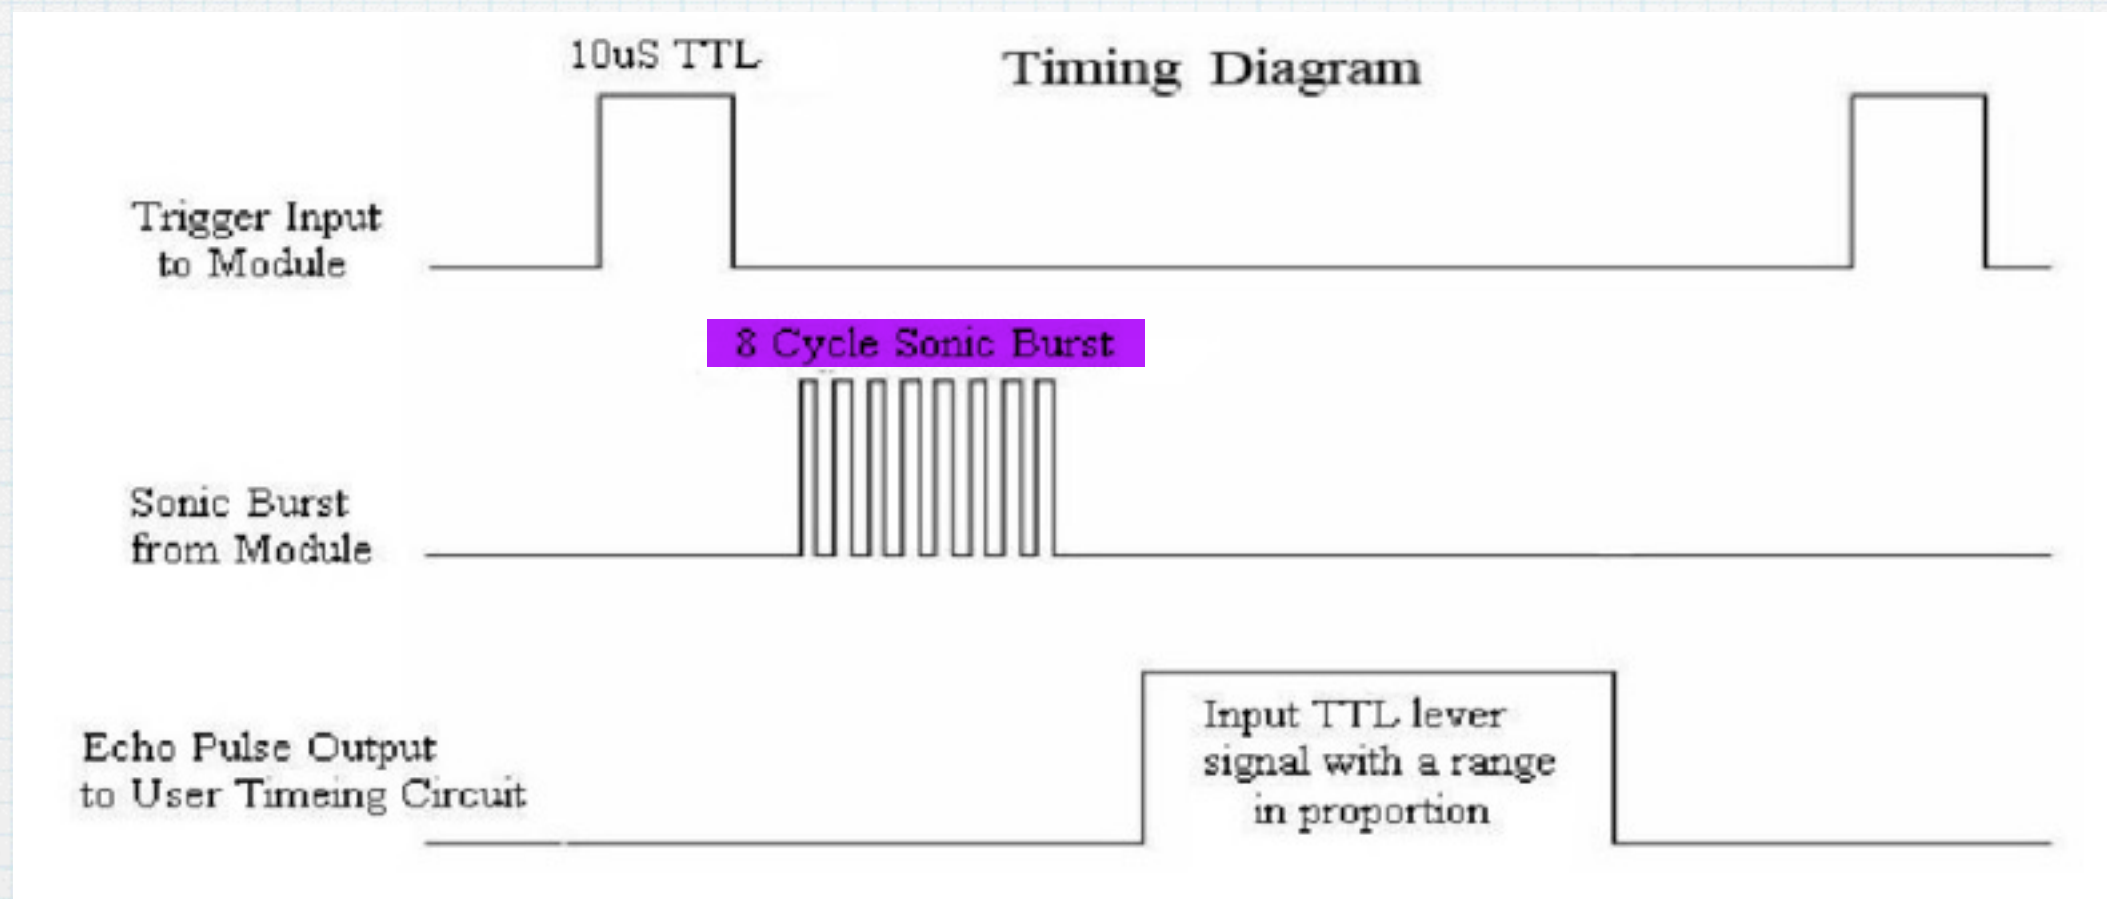 10uS TTL
Timing Diagram
Trigger Input
to Module
8 Cycle Sonic Burst
Sonic Burst
from Module
Echo Pulse Output
to User Timeing Circuit
Input TTL lever
signal with a range
in proportion